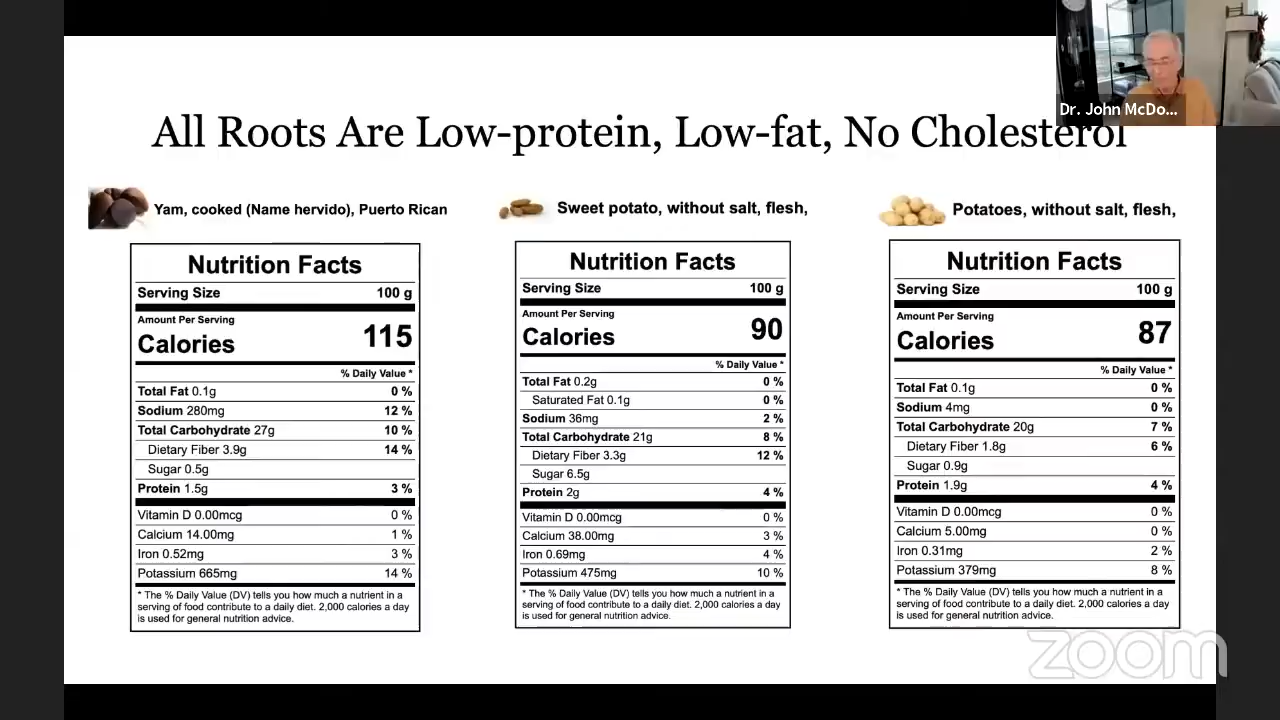 Dr. John McDo...
All Roots Are Low-protein, Low-fat, No Cholesterol
Yam, cooked (Name hervido), Puerto Rican
Nutrition Facts
Serving Size 100 g
Amount Per Serving
Calories 115
% Daily Value *
Total Fat 0.1g 0 %
Sodium 280mg 12 %
Total Carbohydrate 27g 10 %
Dietary Fiber 3.9g 14 %
Sugar 0.5g
Protein 1.5g 3 %
Vitamin D 0.00mcg 0 %
Calcium 14.00mg 1 %
Iron 0.52mg 3 %
Potassium 665mg 14 %
* The % Daily Value (DV) tells you how much a nutrient in a
serving of food contribute to a daily diet. 2,000 calories a day
is used for general nutrition advice.
Sweet potato, without salt, flesh,
Nutrition Facts
Serving Size 100 g
Amount Per Serving
Calories 90
% Daily Value *
Total Fat 0.2g 0 %
Saturated Fat 0.1g 0 %
Sodium 36mg 2 %
Total Carbohydrate 21g 8 %
Dietary Fiber 3.3g 12 %
Sugar 6.5g
Protein 2g 4 %
Vitamin D 0.00mcg 0 %
Calcium 38.00mg 3 %
Iron 0.69mg 4 %
Potassium 475mg 10 %
* The % Daily Value (DV) tells you how much a nutrient in a
serving of food contribute to a daily diet. 2,000 calories a day
is used for general nutrition advice.
Potatoes, without salt, flesh,
Nutrition Facts
Serving Size 100 g
Amount Per Serving
Calories 87
% Daily Value *
Total Fat 0.1g 0 %
Sodium 4mg 0 %
Total Carbohydrate 20g 7 %
Dietary Fiber 1.8g 6 %
Sugar 0.9g
Protein 1.9g 4 %
Vitamin D 0.00mcg 0 %
Calcium 5.00mg 0 %
Iron 0.31mg 2 %
Potassium 379mg 8 %
* The % Daily Value (DV) tells you how much a nutrient in a
serving of food contribute to a daily diet. 2,000 calories a day
is used for general nutrition advice.
zoom